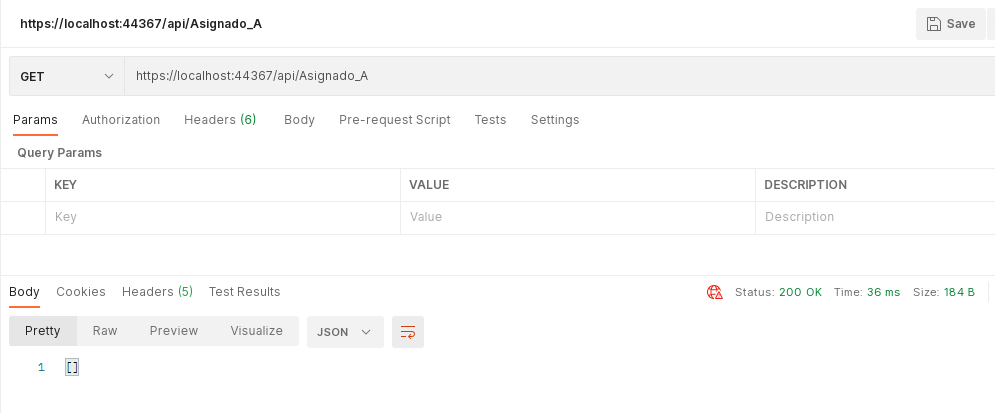 https://localhost:44367/api/Asignado_A
Save
GET https://localhost:44367/api/Asignado_A
Params Authorization Headers (6) Body Pre-request Script Tests Settings
Query Params
KEY VALUE DESCRIPTION
Key Value Description
Body Cookies Headers (5) Test Results Status: 200 OK Time: 36 ms Size: 184 B
Pretty Raw Preview Visualize JSON
1 []